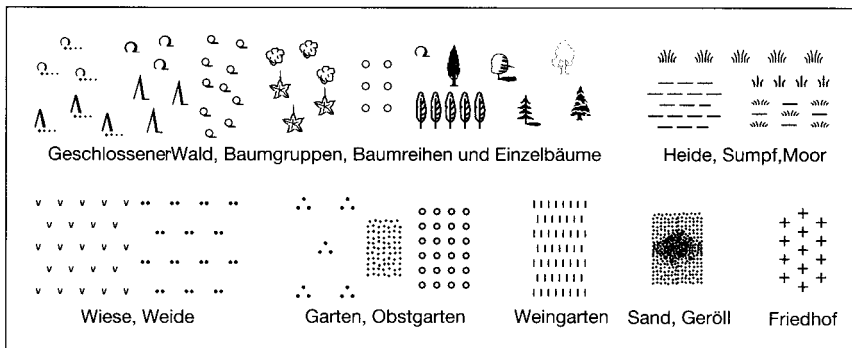 GeschlossenerWald, Baumgruppen, Baumreihen und Einzelbäume
Heide, Sumpf,Moor
Wiese, Weide
Garten, Obstgarten
Weingarten
Sand, Geröll
Friedhof